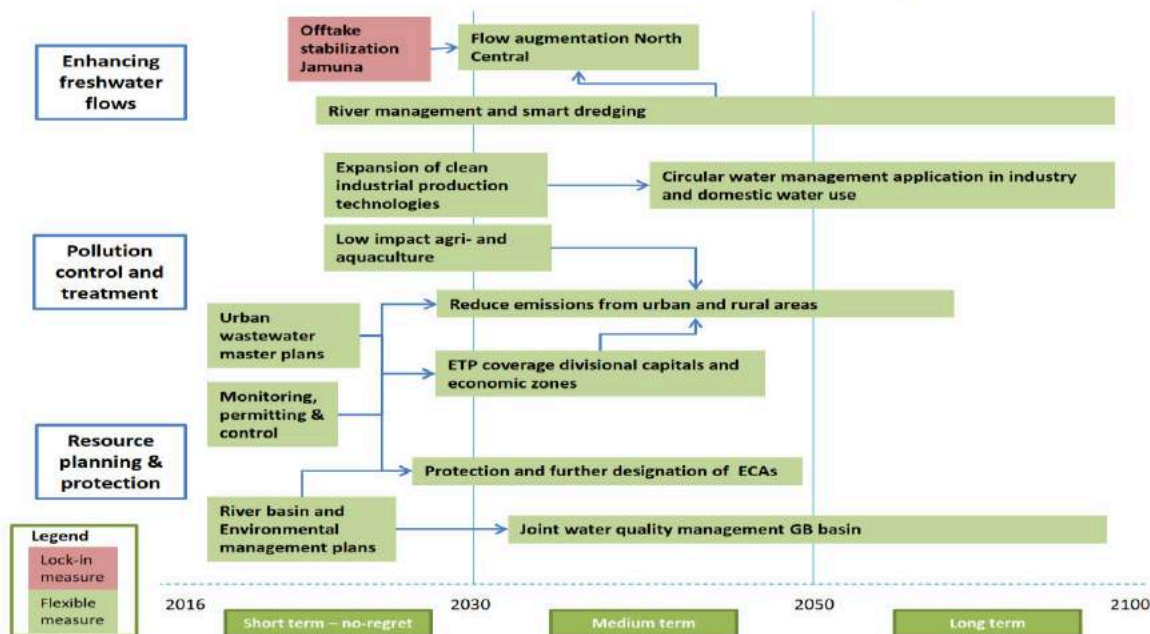 Offtake
stabilization
Jamuna
Flow augmentation North
Central
Enhancing
freshwater
flows
River management and smart dredging
Expansion of clean
industrial production
technologies
Circular water management application in industry
and domestic water use
Low impact agri- and
aquaculture
Pollution
control and
treatment
Reduce emissions from urban and rural areas
Urban
wastewater
master plans
ETP coverage divisional capitals and
economic zones
Monitoring,
permitting &
control
Resource
planning &
protection
Protection and further designation of ECAs
River basin and
Environmental
management plans
Joint water quality management GB basin
Legend
Lock-in
measure
Flexible
measure
2016
2030
2050
2100
Short term – no-regret
Medium term
Long term